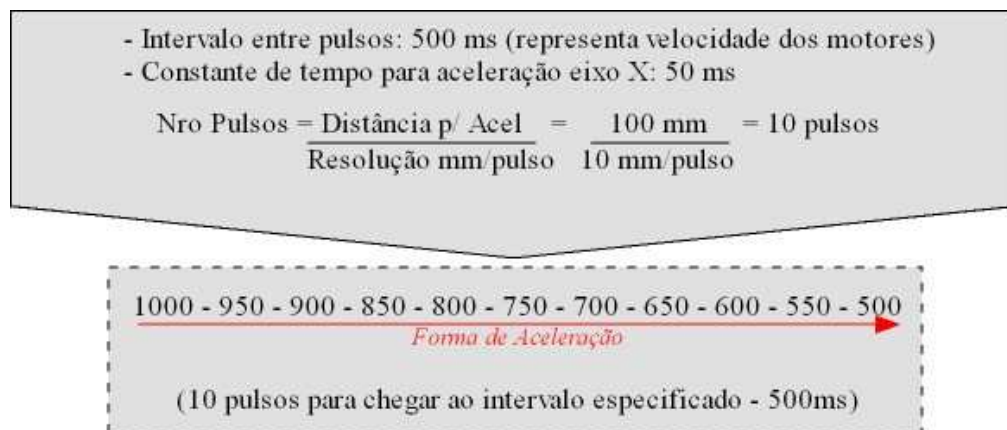 - Intervalo entre pulsos: 500 ms (representa velocidade dos motores)
- Constante de tempo para aceleração eixo X: 50 ms
Nro Pulsos = Distância p/ Acel = 100 mm = 10 pulsos
Resolução mm/pulso 10 mm/pulso
1000 - 950 - 900 - 850 - 800 - 750 - 700 - 650 - 600 - 550 - 500
Forma de Aceleração
(10 pulsos para chegar ao intervalo especificado - 500ms)